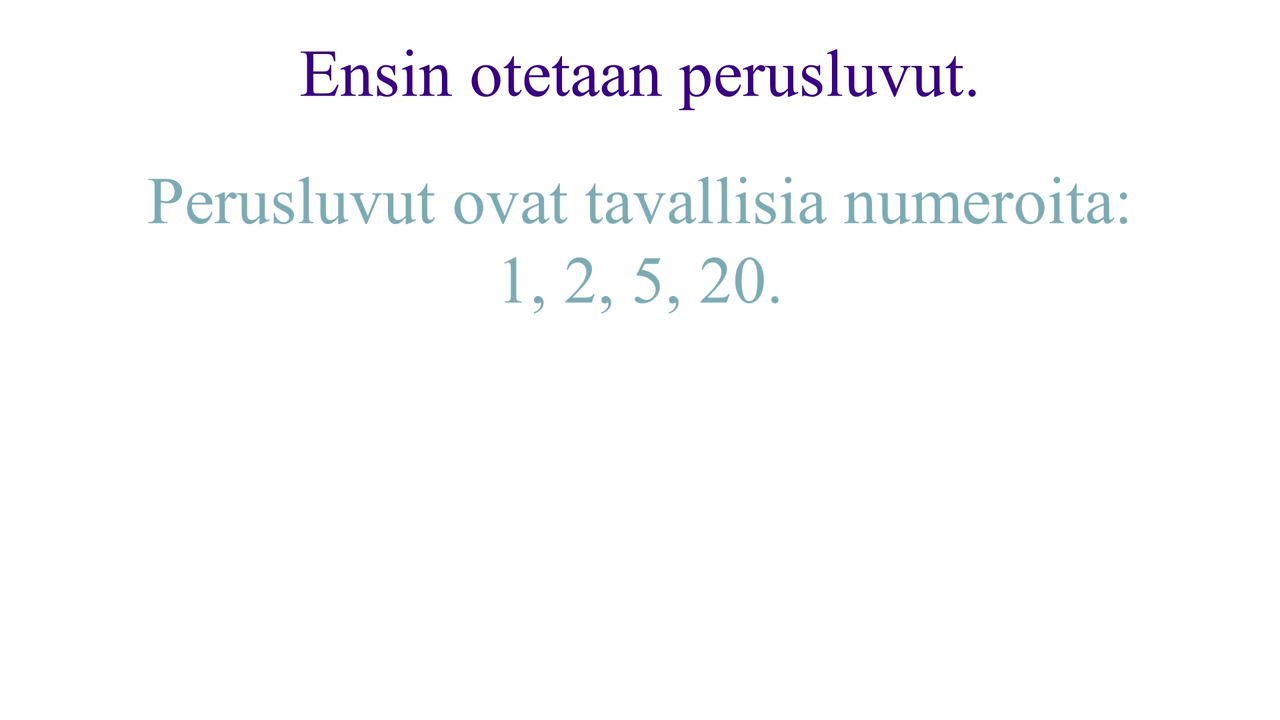 Ensin otetaan perusluvut.
Perusluvut ovat tavallisia numeroita:
1, 2, 5, 20.